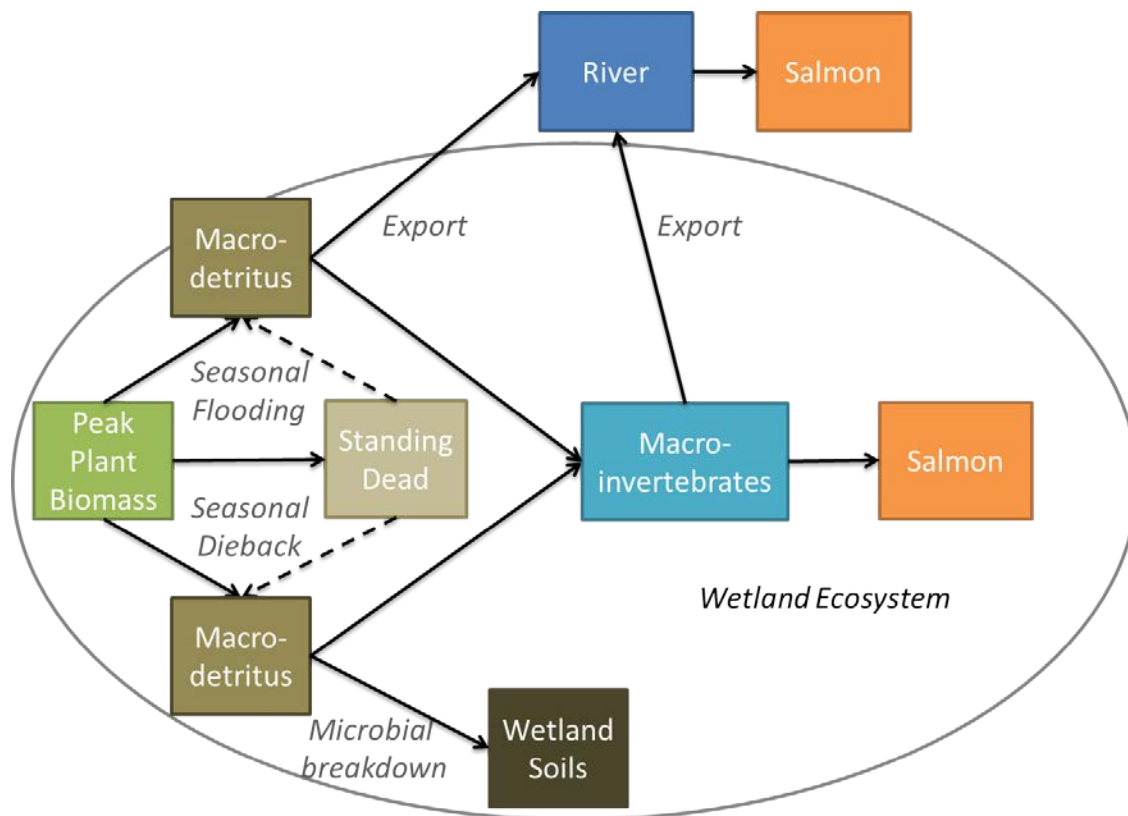 River
Salmon
Macro-
detritus
Export
Export
Seasonal
Flooding
Peak
Plant
Biomass
Standing
Dead
Macro-
invertebrates
Salmon
Seasonal
Dieback
Wetland Ecosystem
Macro-
detritus
Microbial
breakdown
Wetland
Soils